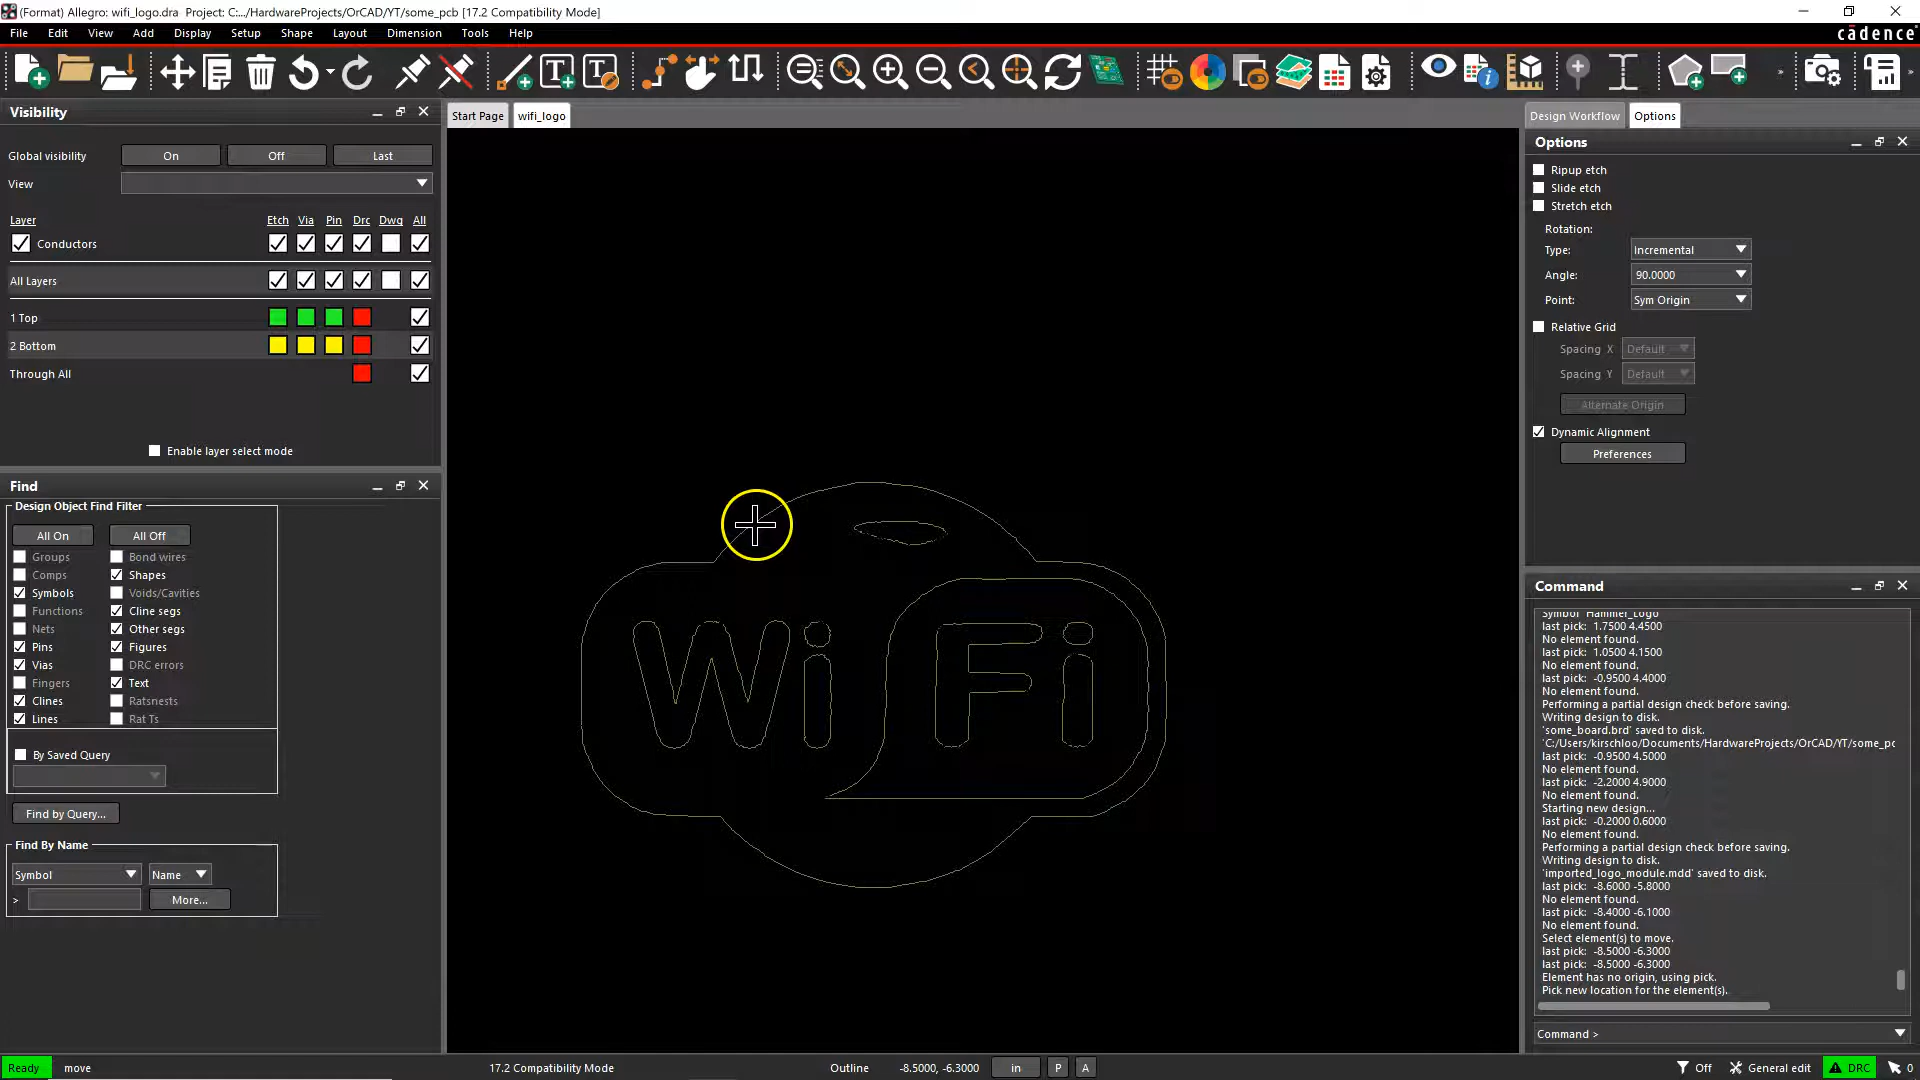 (Format) Allegro: wifi_logo.dra Project: C:.../HardwareProjects/OrCAD/YT/some_pcb [17.2 Compatibility Mode]
File Edit View Add Display Setup Shape Layout Dimension Tools Help
cādence
Visibility
Global visibility On Off Last
View
Layer Etch Via Pin Drc Dwg All
Conductors
All Layers
1 Top
2 Bottom
Through All
Enable layer select mode
Find
Design Object Find Filter
All On All Off
Groups Bond wires
Comps Shapes
Symbols Voids/Cavities
Functions Cline segs
Nets Other segs
Pins Figures
Vias DRC errors
Fingers Text
Clines Ratsnests
Lines Rat Ts
By Saved Query
Find by Query...
Find By Name
Symbol Name
> More...
Start Page wifi_logo
Wi Fi
Design Workflow Options
Options
Ripup etch
Slide etch
Stretch etch
Rotation:
Type: Incremental
Angle: 90.0000
Point: Sym Origin
Relative Grid
Spacing X Default
Spacing Y Default
Alternate Origin
Dynamic Alignment
Preferences
Command
Symbol Hammer_Logo
last pick: 1.7500 4.4500
No element found.
last pick: 1.0500 4.1500
No element found.
last pick: -0.9500 4.4000
No element found.
Performing a partial design check before saving.
Writing design to disk.
'some_board.brd' saved to disk.
'C:/Users/kirschloo/Documents/HardwareProjects/OrCAD/YT/some_pc
last pick: -0.9500 4.5000
No element found.
last pick: -2.2000 4.9000
No element found.
Starting new design...
last pick: -0.2000 0.6000
No element found.
Performing a partial design check before saving.
Writing design to disk.
'imported_logo_module.mdd' saved to disk.
last pick: -8.6000 -5.8000
No element found.
last pick: -8.4000 -6.1000
No element found.
Select element(s) to move.
last pick: -8.5000 -6.3000
last pick: -8.5000 -6.3000
Element has no origin, using pick.
Pick new location for the element(s).
Command >
Ready move 17.2 Compatibility Mode Outline -8.5000, -6.3000 in P A Off General edit DRC 0